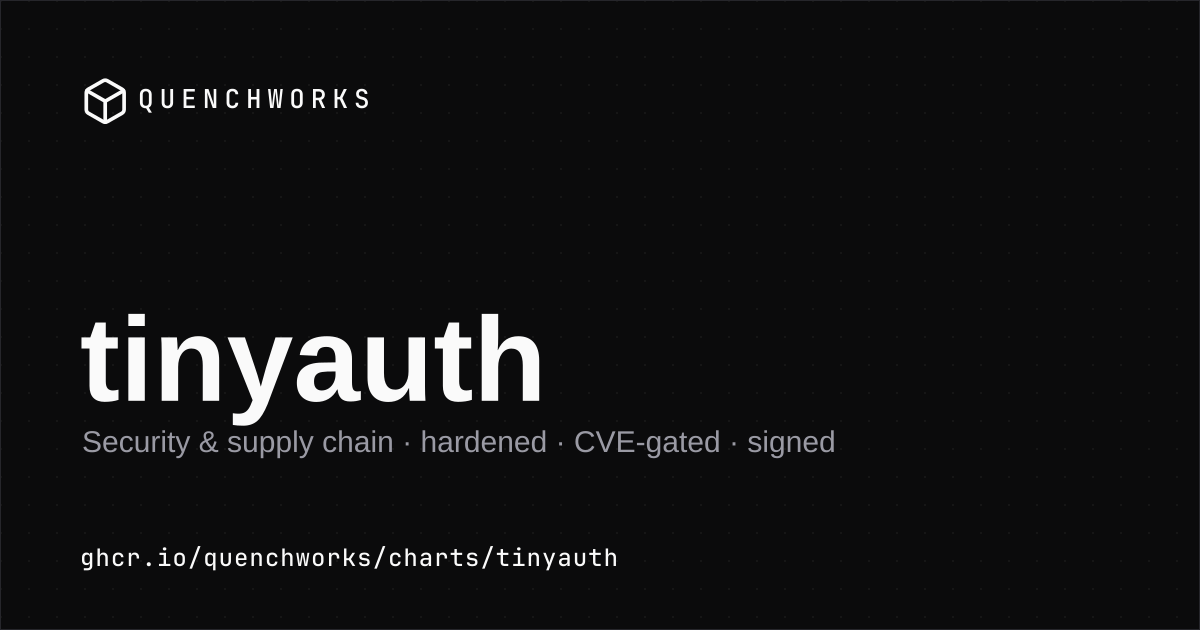 QUENCHWORKS
tinyauth
Security & supply chain · hardened · CVE-gated · signed
ghcr.io/quenchworks/charts/tinyauth